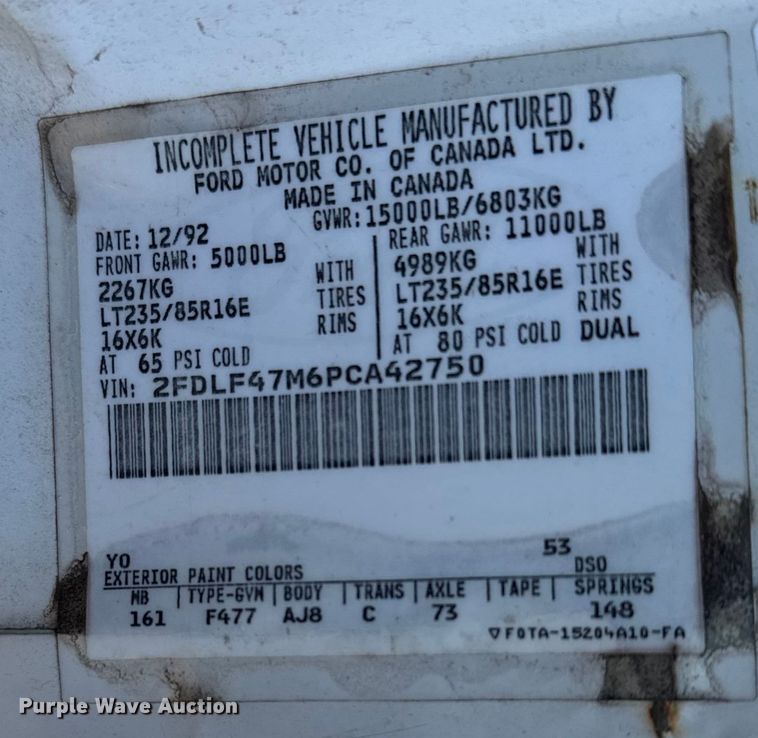 INCOMPLETE VEHICLE MANUFACTURED BY
FORD MOTOR CO. OF CANADA LTD.
MADE IN CANADA
DATE: 12/92 GVWR: 15000LB/6803KG
FRONT GAWR: 5000LB REAR GAWR: 11000LB
2267KG WITH 4989KG WITH
LT235/85R16E TIRES LT235/85R16E TIRES
16X6K RIMS 16X6K RIMS
AT 65 PSI COLD AT 80 PSI COLD DUAL
VIN: 2FDLF47M6PCA42750
YO 53
EXTERIOR PAINT COLORS DSO
WB TYPE-GVM BODY TRANS AXLE TAPE SPRINGS
161 F477 AJ8 C 73 148
F0TA-15204A10-FA
Purple Wave Auction